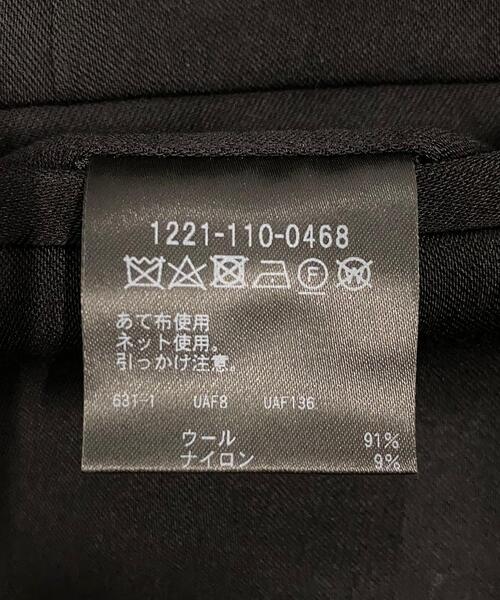 1221-110-0468
F W
あて布使用
ネット使用。
引っかけ注意。
631-1 UAF8 UAF136
ウール 91%
ナイロン 9%